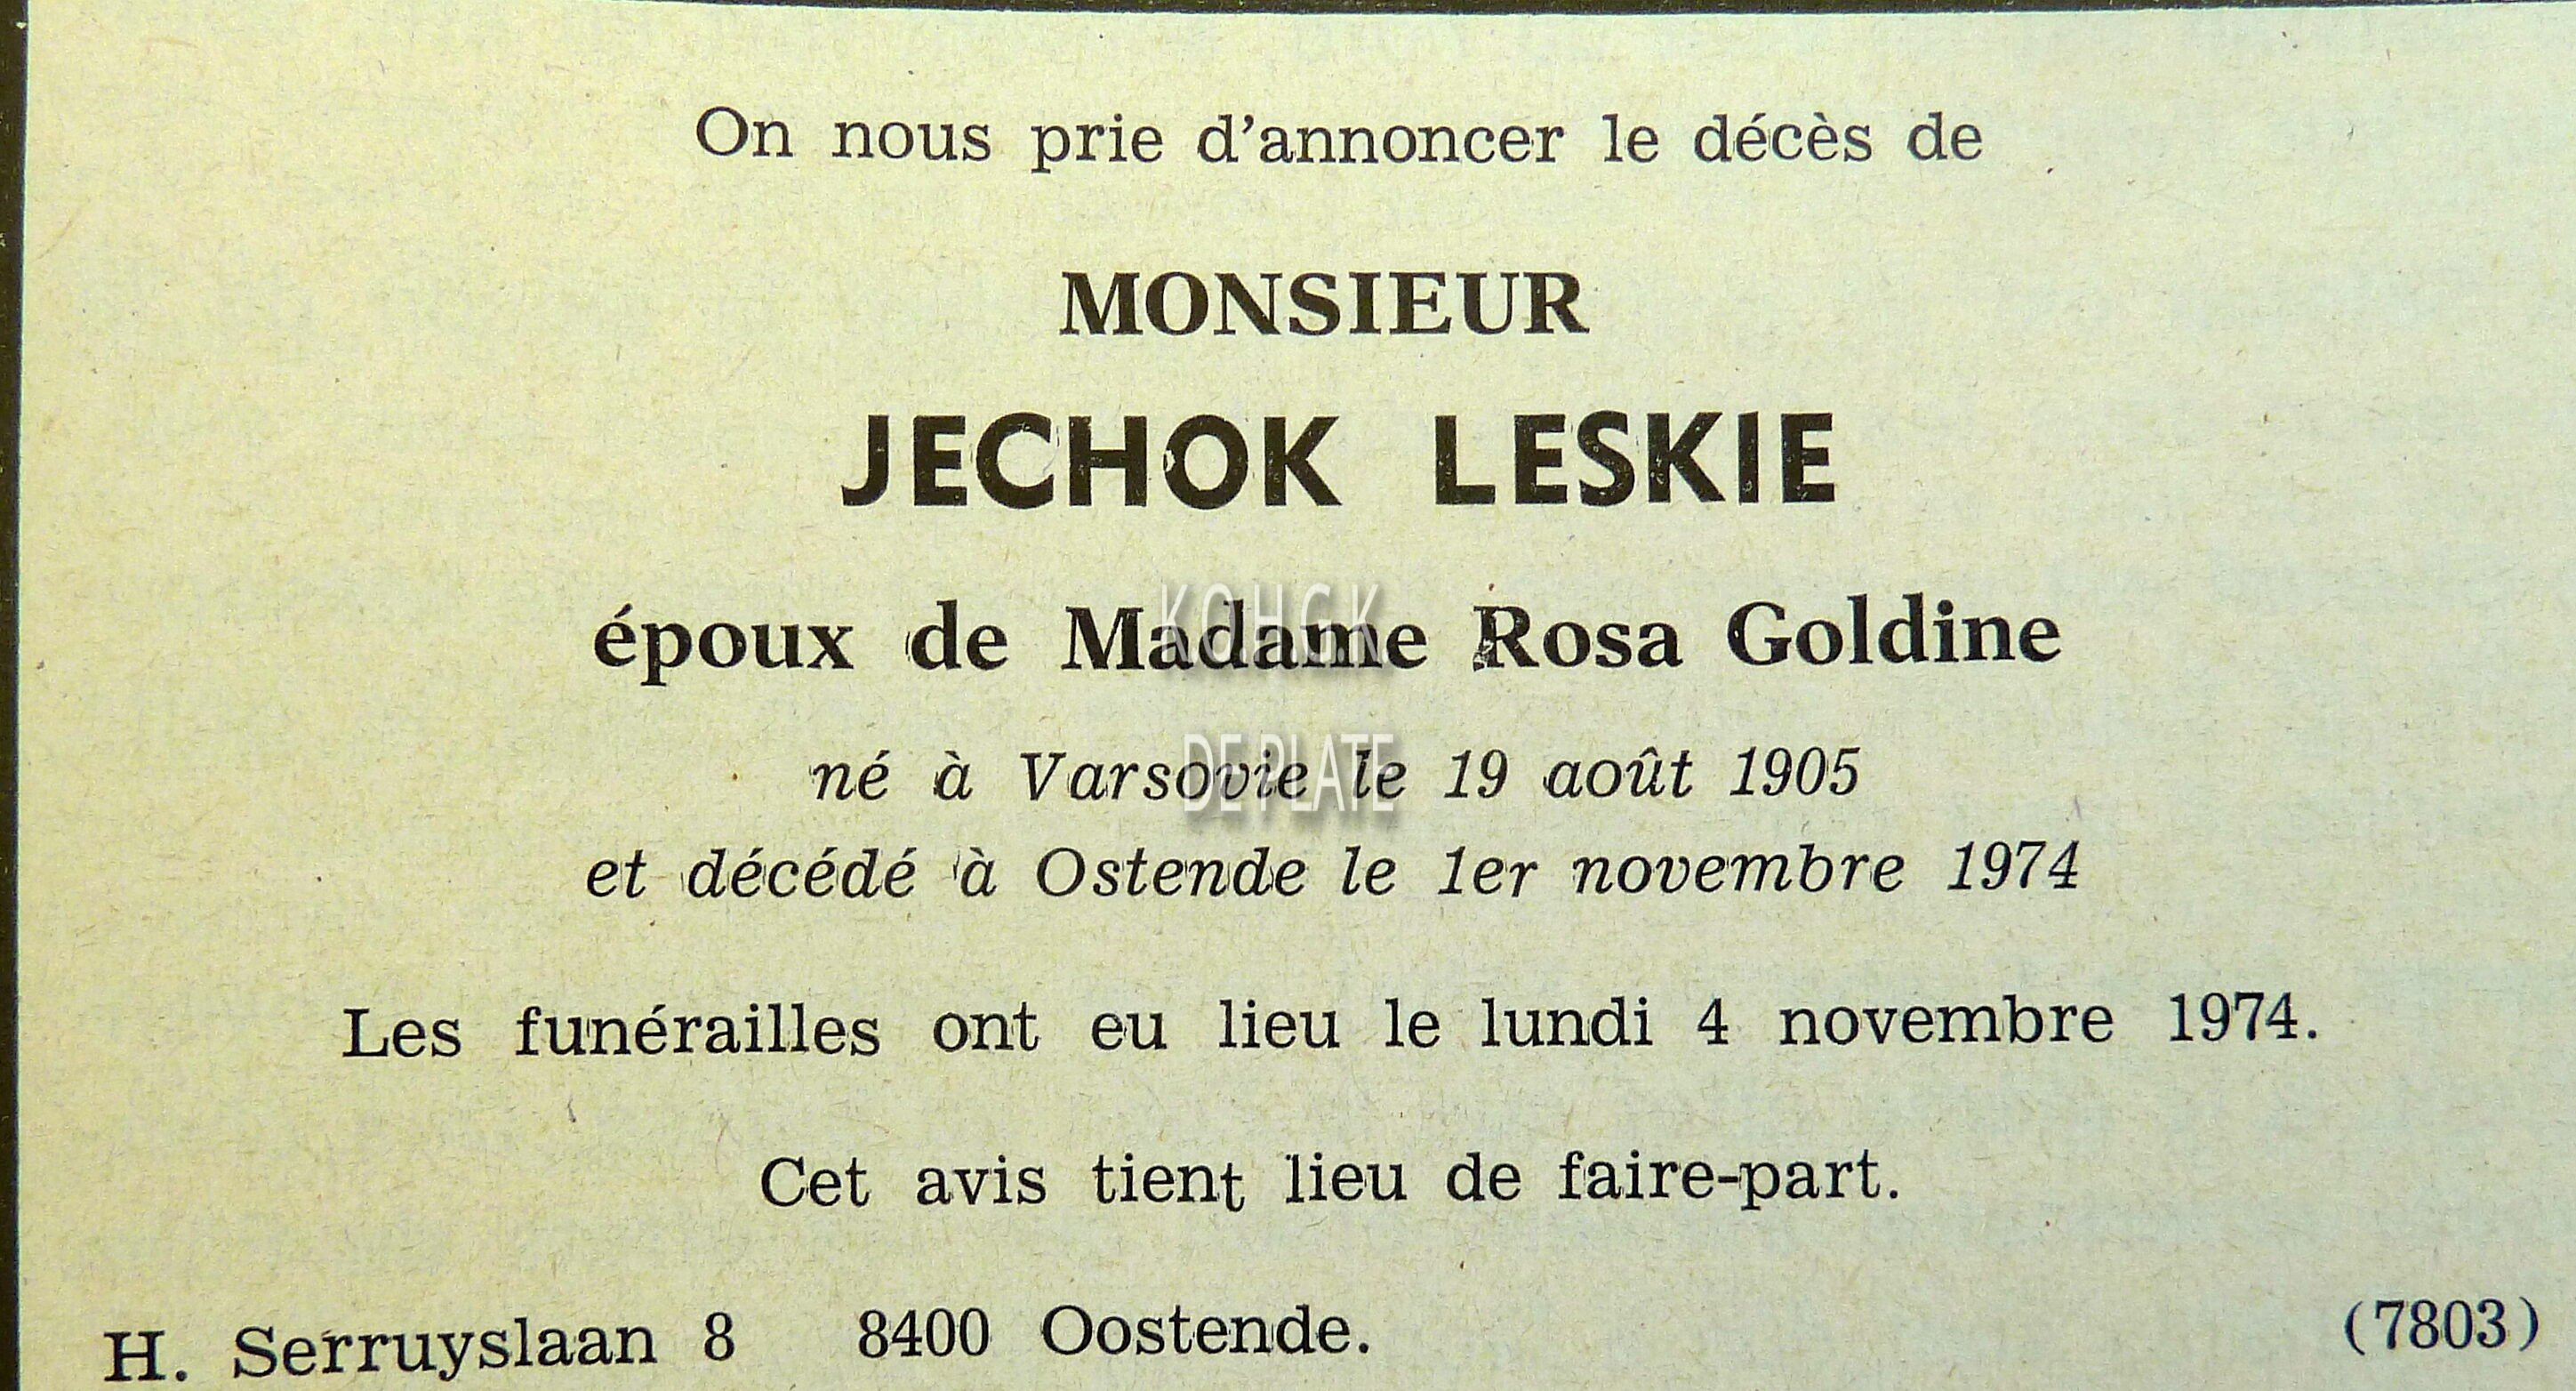 On nous prie d'annoncer le décès de
MONSIEUR
JECHOK LESKIE
époux de Madame Rosa Goldine
K.O.H.G.K
DE PLATE
né à Varsovie le 19 août 1905
et décédé à Ostende le 1er novembre 1974
Les funérailles ont eu lieu le lundi 4 novembre 1974.
Cet avis tient lieu de faire-part.
H. Serruyslaan 8 8400 Oostende. (7803)